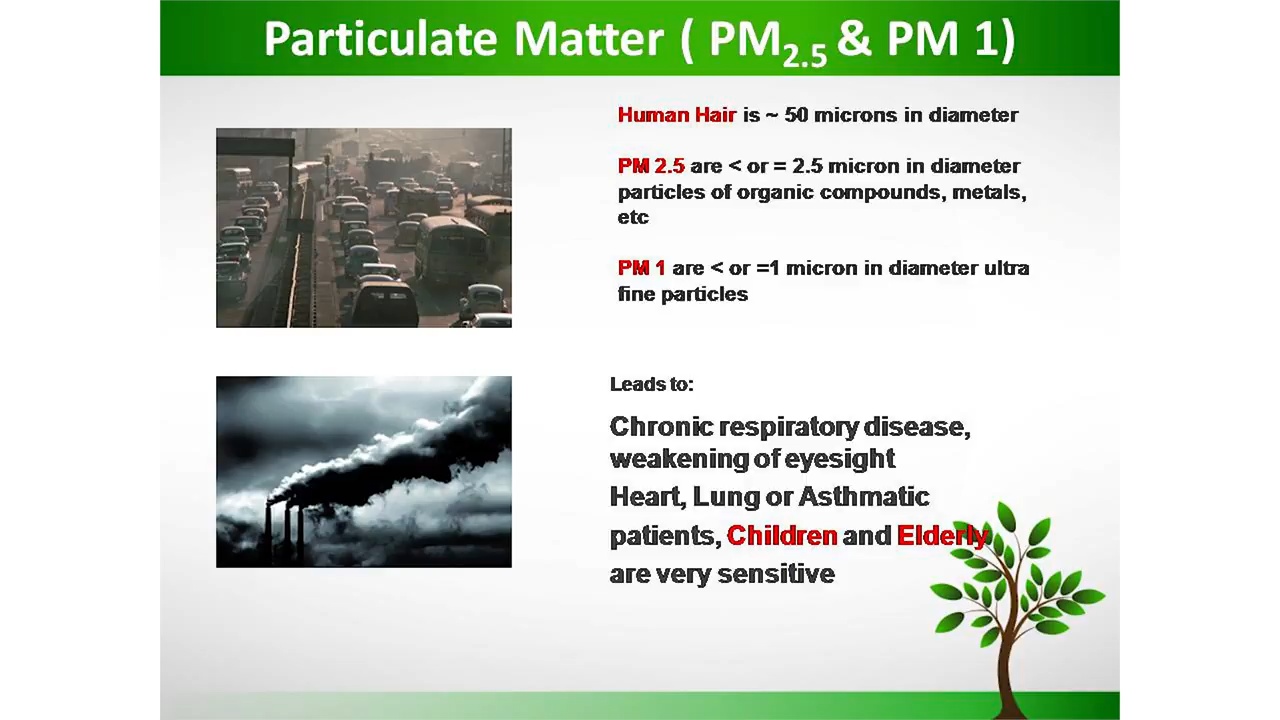 Particulate Matter ( PM2.5 & PM 1)
Human Hair is ~ 50 microns in diameter
PM 2.5 are < or = 2.5 micron in diameter
particles of organic compounds, metals,
etc
PM 1 are < or =1 micron in diameter ultra
fine particles
Leads to:
Chronic respiratory disease,
weakening of eyesight
Heart, Lung or Asthmatic
patients, Children and Elderly
are very sensitive